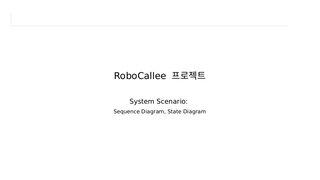 RoboCallee 프로젝트
System Scenario:
Sequence Diagram, State Diagram